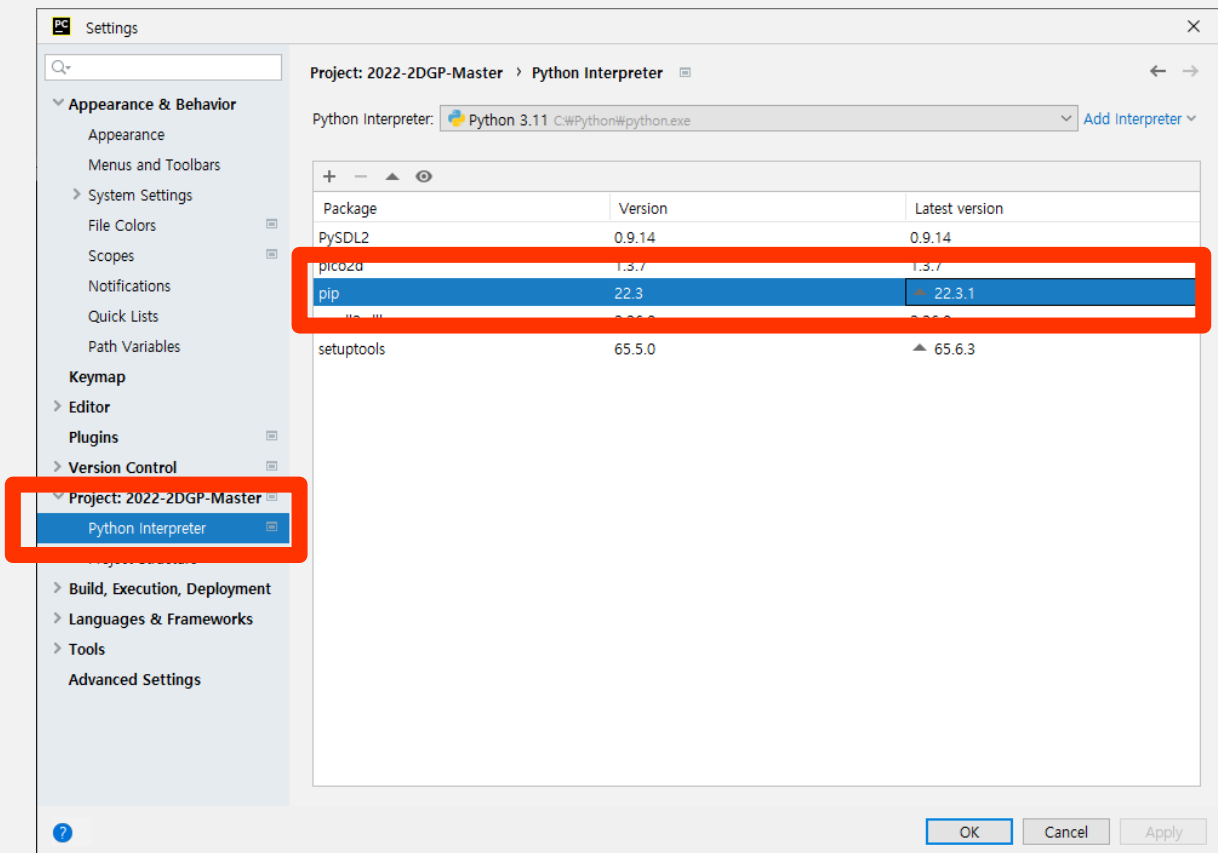 PC Settings
Project: 2022-2DGP-Master › Python Interpreter
Appearance & Behavior
Appearance
Menus and Toolbars
System Settings
File Colors
Scopes
Notifications
Quick Lists
Path Variables
Keymap
Editor
Plugins
Version Control
Project: 2022-2DGP-Master
Python Interpreter
Build, Execution, Deployment
Languages & Frameworks
Tools
Advanced Settings
Python Interpreter: Python 3.11 C:₩Python₩python.exe Add Interpreter
Package Version Latest version
PySDL2 0.9.14 0.9.14
pico2d 1.3.7 1.3.7
pip 22.3 22.3.1
setuptools 65.5.0 65.6.3
? OK Cancel Apply